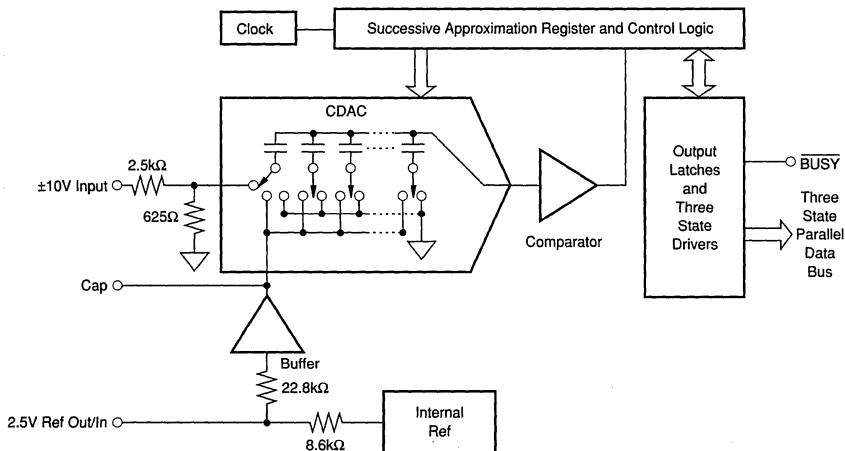 Clock
Successive Approximation Register and Control Logic
CDAC
2.5kΩ
±10V Input
625Ω
Comparator
Output
Latches
and
Three
State
Drivers
BUSY
Three
State
Parallel
Data
Bus
Cap
Buffer
22.8kΩ
2.5V Ref Out/In
8.6kΩ
Internal
Ref